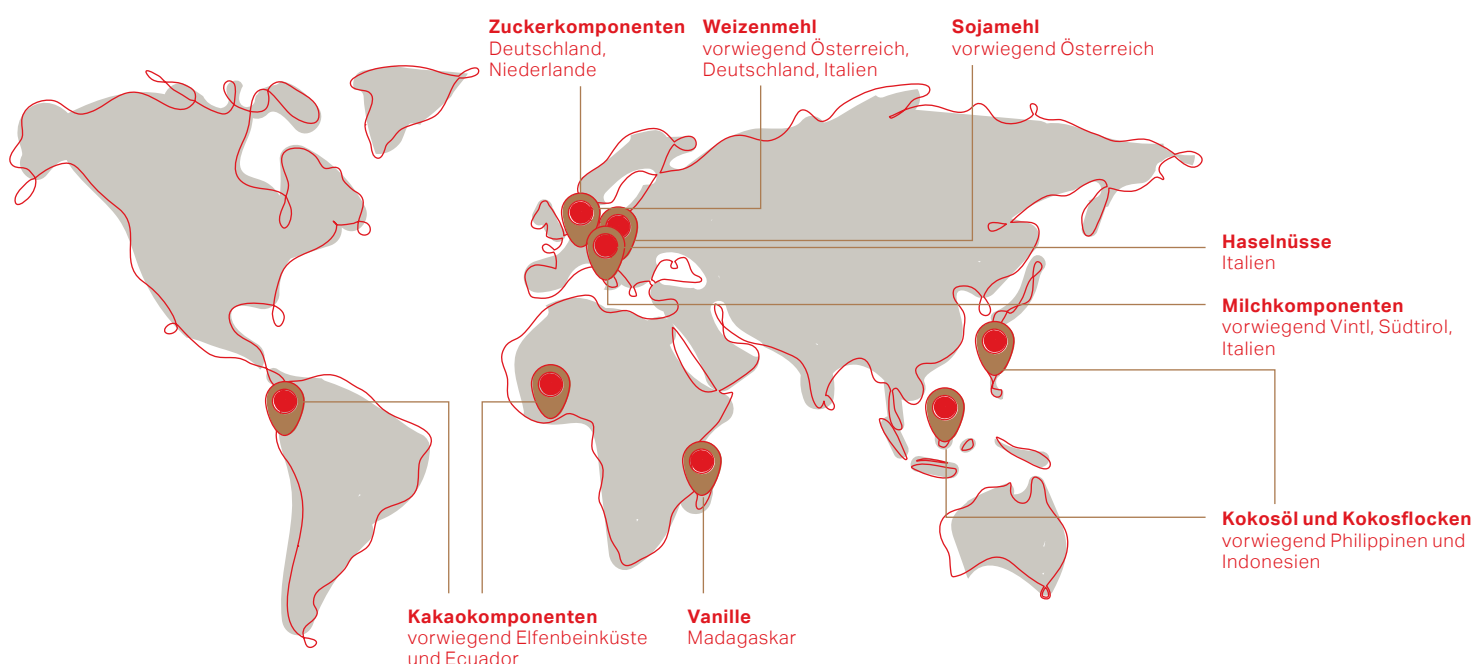 Zuckerkomponenten
Deutschland,
Niederlande
Weizenmehl
vorwiegend Österreich,
Deutschland, Italien
Sojamehl
vorwiegend Österreich
Haselnüsse
Italien
Milchkomponenten
vorwiegend Vintl, Südtirol,
Italien
Kokosöl und Kokosflocken
vorwiegend Philippinen und
Indonesien
Kakaokomponenten
vorwiegend Elfenbeinküste
und Ecuador
Vanille
Madagaskar